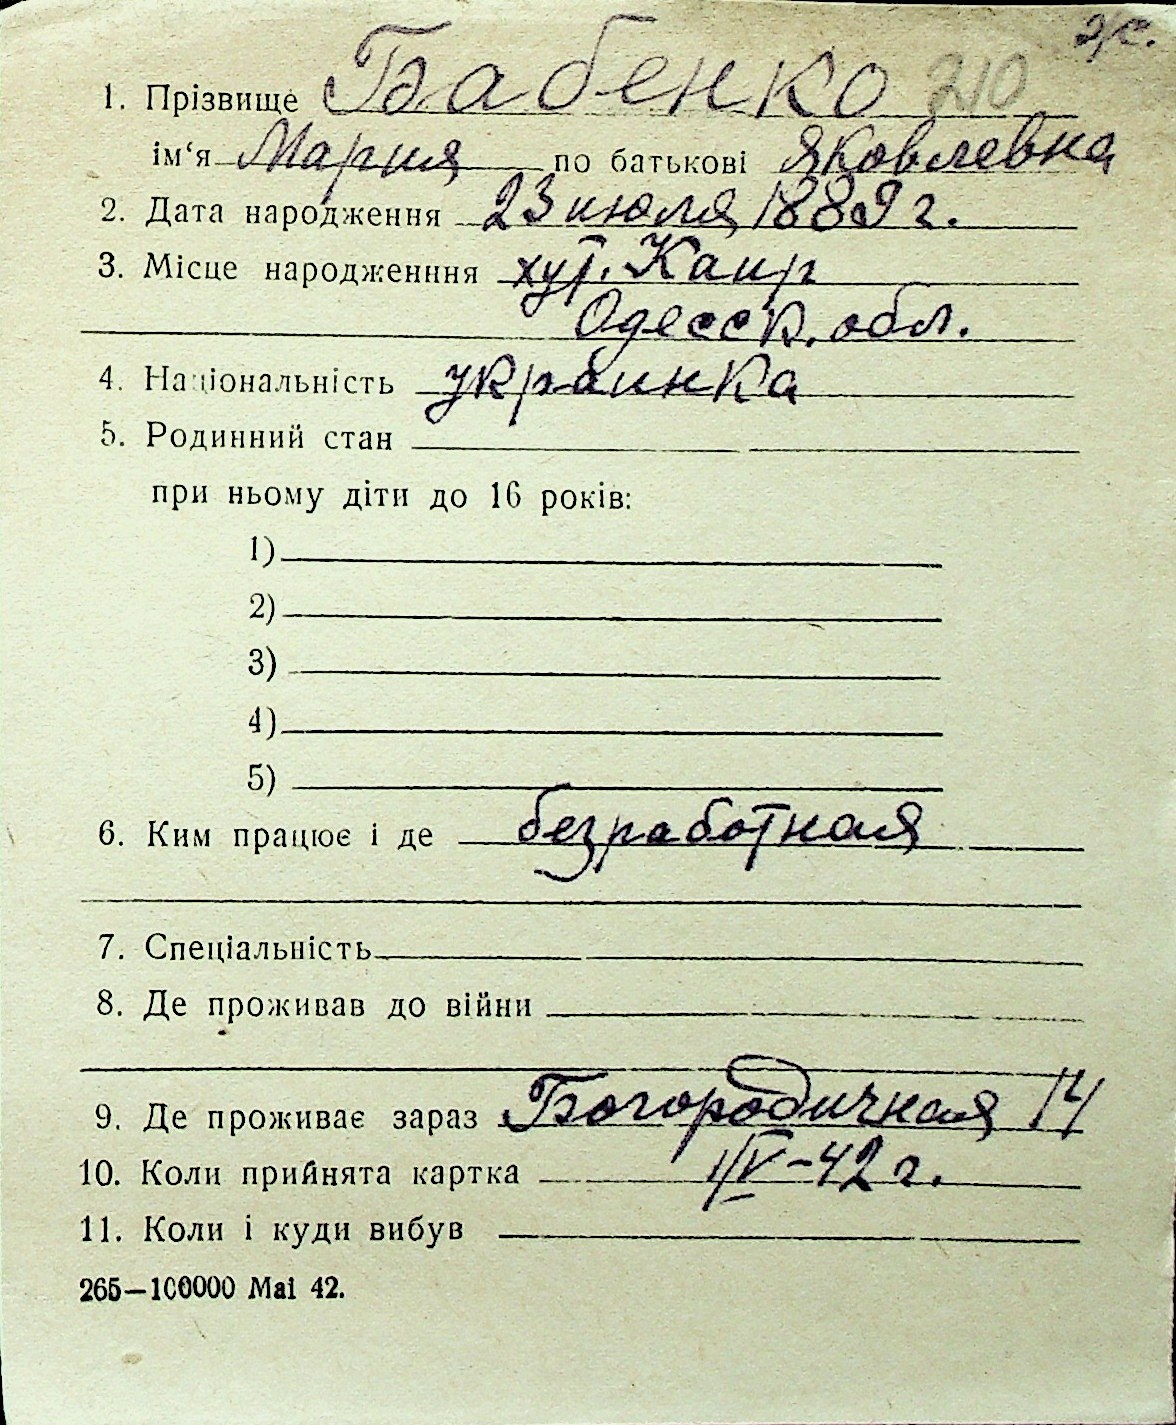 ж.
1. Прізвище Бабенко 210
ім‘я Мария по батькові Яковлевна
2. Дата народження 23 июля 1889 г.
3. Місце народженння хут. Каир
Одесск. обл.
4. Національність украинка
5. Родинний стан
при ньому діти до 16 років:
1)
2)
3)
4)
5)
6. Ким працює і де безработная
7. Спеціальність
8. Де проживав до війни
9. Де проживає зараз Богородичная 14
10. Коли прийнята картка 1/IV-42 г.
11. Коли і куди вибув
265—100000 Mai 42.